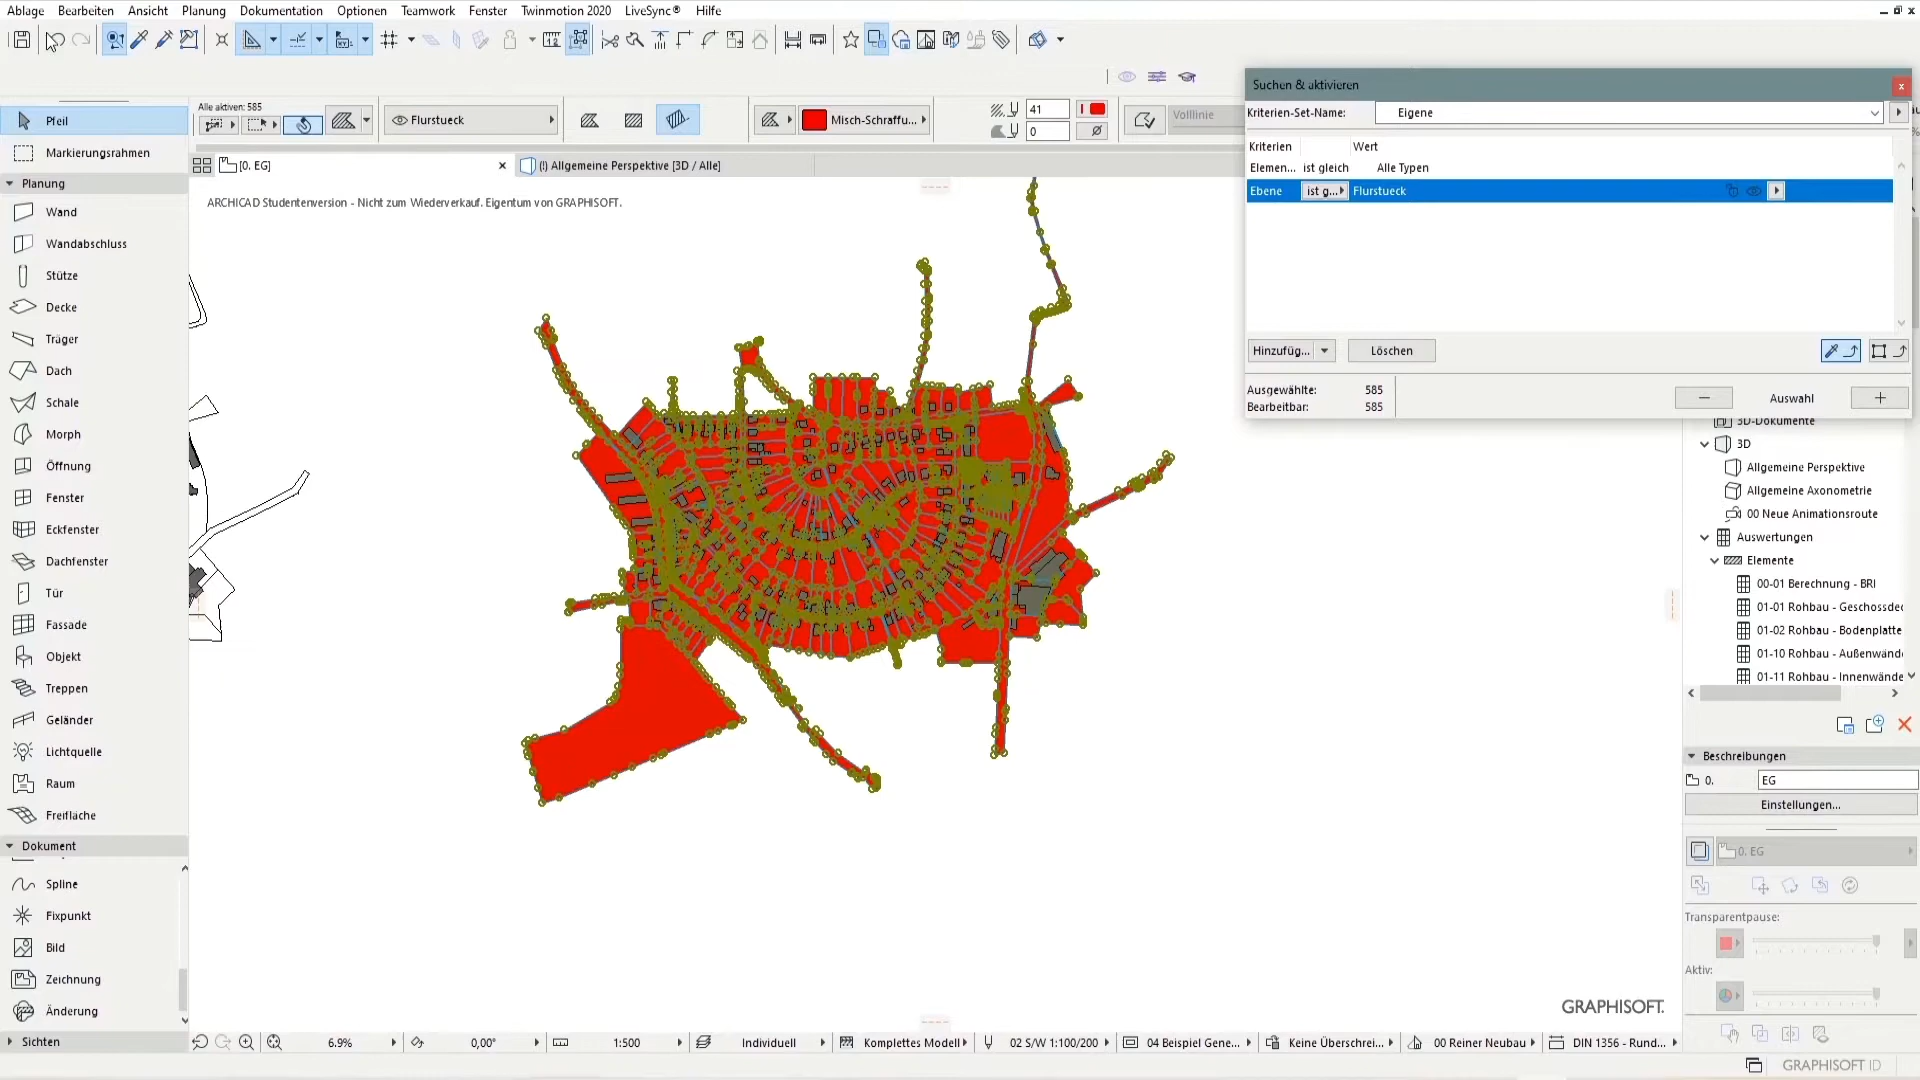 Ablage Bearbeiten Ansicht Planung Dokumentation Optionen Teamwork Fenster Twinmotion 2020 LiveSync® Hilfe
Suchen & aktivieren
Kriterien-Set-Name: Eigene
Kriterien Wert
Elemen... ist gleich Alle Typen
Ebene ist g... Flurstueck
Hinzufüg... Löschen
Ausgewählte: 585
Bearbeitbar: 585
Auswahl
Alle aktiven: 585
Flurstueck
Misch-Schraffu...
41
0
Volllinie
[0. EG]
(!) Allgemeine Perspektive [3D / Alle]
ARCHICAD Studentenversion - Nicht zum Wiederverkauf. Eigentum von GRAPHISOFT.
Pfeil
Markierungsrahmen
Planung
Wand
Wandabschluss
Stütze
Decke
Träger
Dach
Schale
Morph
Öffnung
Fenster
Eckfenster
Dachfenster
Tür
Fassade
Objekt
Treppen
Geländer
Lichtquelle
Raum
Freifläche
Dokument
Spline
Fixpunkt
Bild
Zeichnung
Änderung
Sichten
3D-Dokumente
3D
Allgemeine Perspektive
Allgemeine Axonometrie
00 Neue Animationsroute
Auswertungen
Elemente
00-01 Berechnung - BRI
01-01 Rohbau - Geschossdec
01-02 Rohbau - Bodenplatte
01-10 Rohbau - Außenwänd
01-11 Rohbau - Innenwände
Beschreibungen
0. EG
Einstellungen...
0. EG
Transparentpause:
Aktiv:
GRAPHISOFT.
6.9% 0,00° 1:500 Individuell Komplettes Modell 02 S/W 1:100/200 04 Beispiel Gene... Keine Überschrei... 00 Reiner Neubau DIN 1356 - Rund...
GRAPHISOFT ID